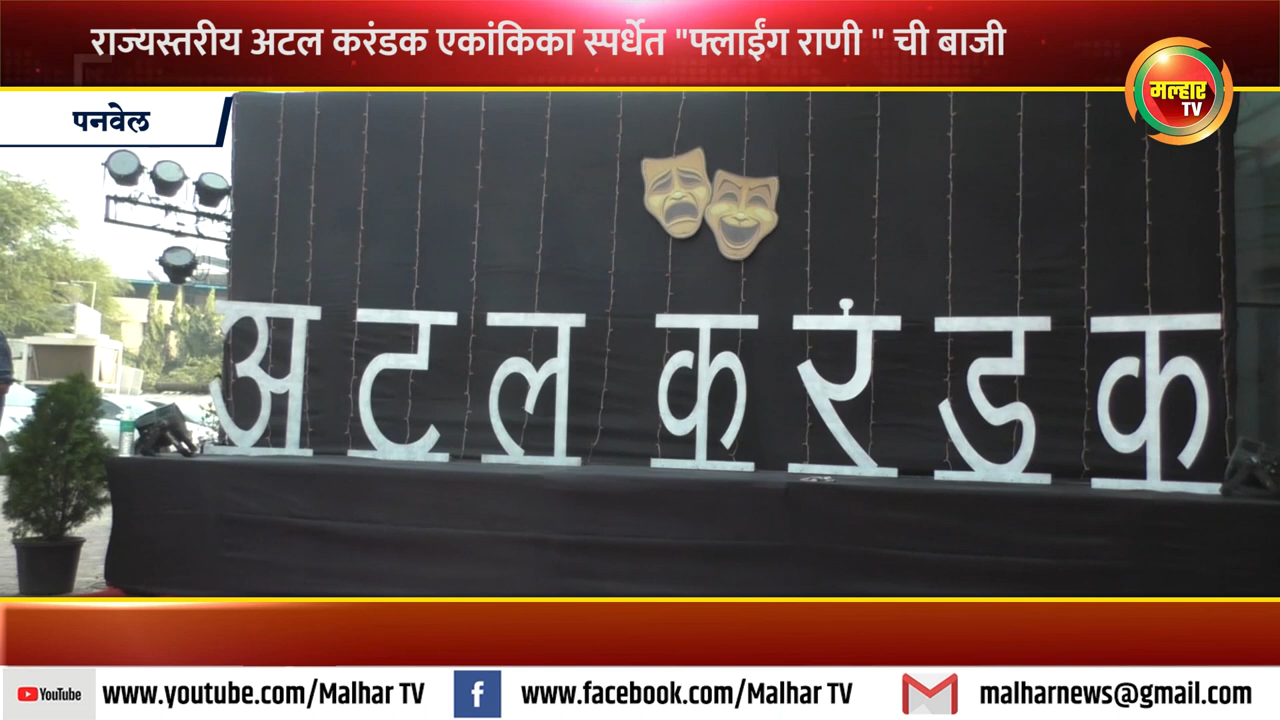 राज्यस्तरीय अटल करंडक एकांकिका स्पर्धेत "फ्लाईंग राणी " ची बाजी
मल्हार
TV
पनवेल
अटल करंडक
YouTube
www.youtube.com/Malhar TV
www.facebook.com/Malhar TV
malharnews@gmail.com